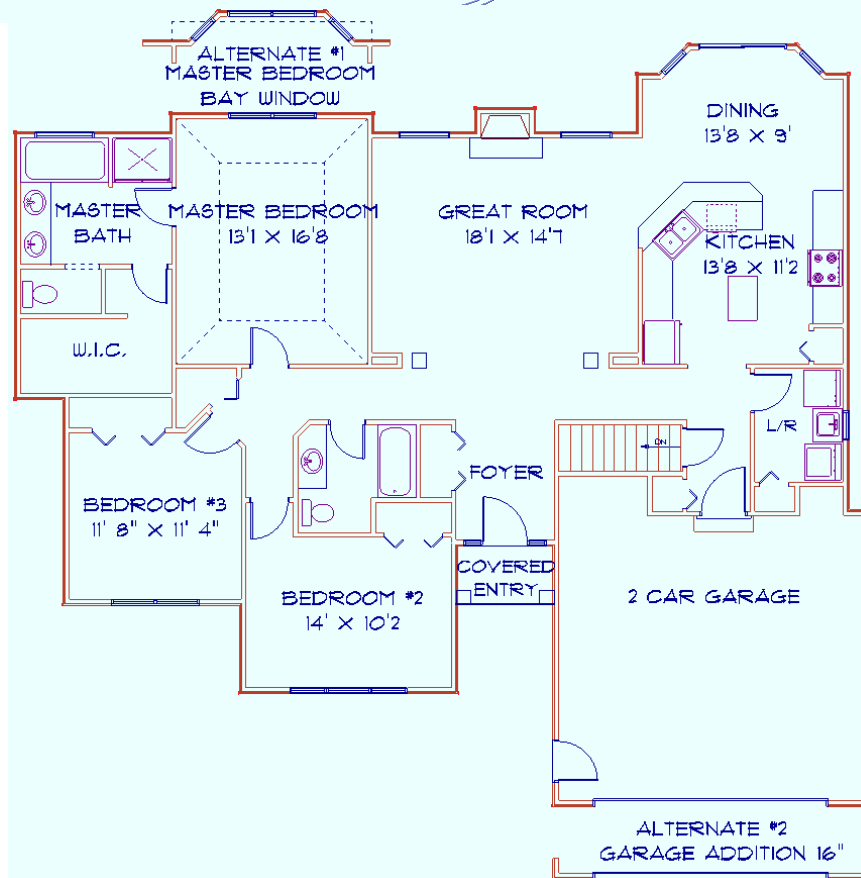 ALTERNATE #1
MASTER BEDROOM
BAY WINDOW
DINING
13'8 X 9'
MASTER
BATH
MASTER BEDROOM
13'1 X 16'8
GREAT ROOM
18'1 X 14'7
KITCHEN
13'8 X 11'2
W.I.C.
L/R
DN
FOYER
BEDROOM #3
11' 8" X 11' 4"
COVERED
ENTRY
BEDROOM #2
14' X 10'2
2 CAR GARAGE
ALTERNATE #2
GARAGE ADDITION 16"